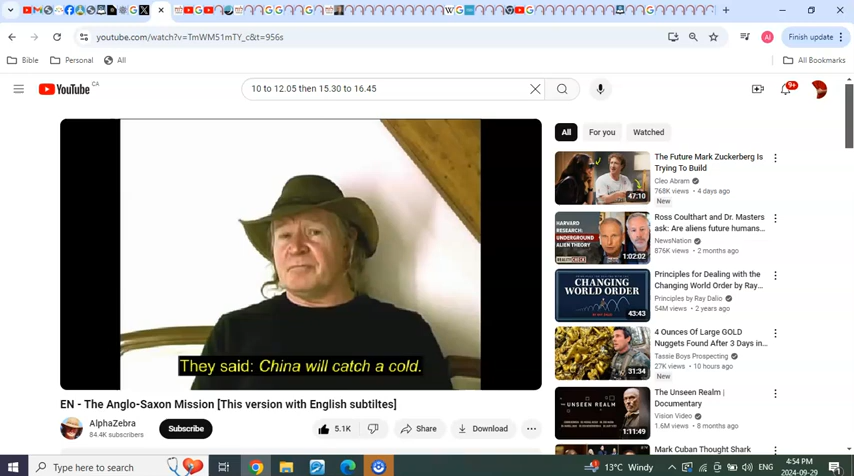 youtube.com/watch?v=TmWM51mTY_c&t=956s
Finish update
Bible
Personal
All
All Bookmarks
YouTube CA
10 to 12.05 then 15.30 to 16.45
9+
AI
They said: China will catch a cold.
EN - The Anglo-Saxon Mission [This version with English subtiltes]
AlphaZebra
84.4K subscribers
Subscribe
5.1K
Share
Download
All
For you
Watched
47:10
The Future Mark Zuckerberg Is
Trying To Build
Cleo Abram
768K views • 4 days ago
New
HARVARD
RESEARCH:
UNDERGROUND
ALIEN THEORY
REALITY CHECK
1:02:02
Ross Coulthart and Dr. Masters
ask: Are aliens future humans...
NewsNation
876K views • 2 months ago
CHANGING
WORLD ORDER
43:43
Principles for Dealing with the
Changing World Order by Ray...
Principles by Ray Dalio
54M views • 2 years ago
31:34
4 Ounces Of Large GOLD
Nuggets Found After 3 Days in...
Tassie Boys Prospecting
27K views • 10 hours ago
New
THE
UNSEEN
REALM
1:11:49
The Unseen Realm |
Documentary
Vision Video
1.6M views • 8 months ago
Mark Cuban Thought Shark
Type here to search
13°C Windy
ENG
4:54 PM
2024-09-29